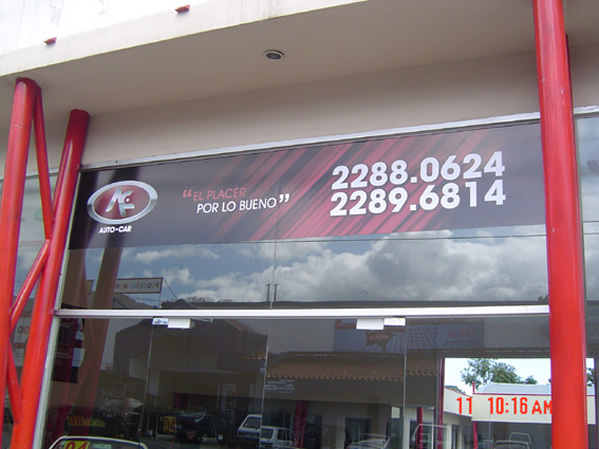 "EL PLACER
POR LO BUENO"
2288.0624
2289.6814
AUTO-CAR
11 10:16 AM